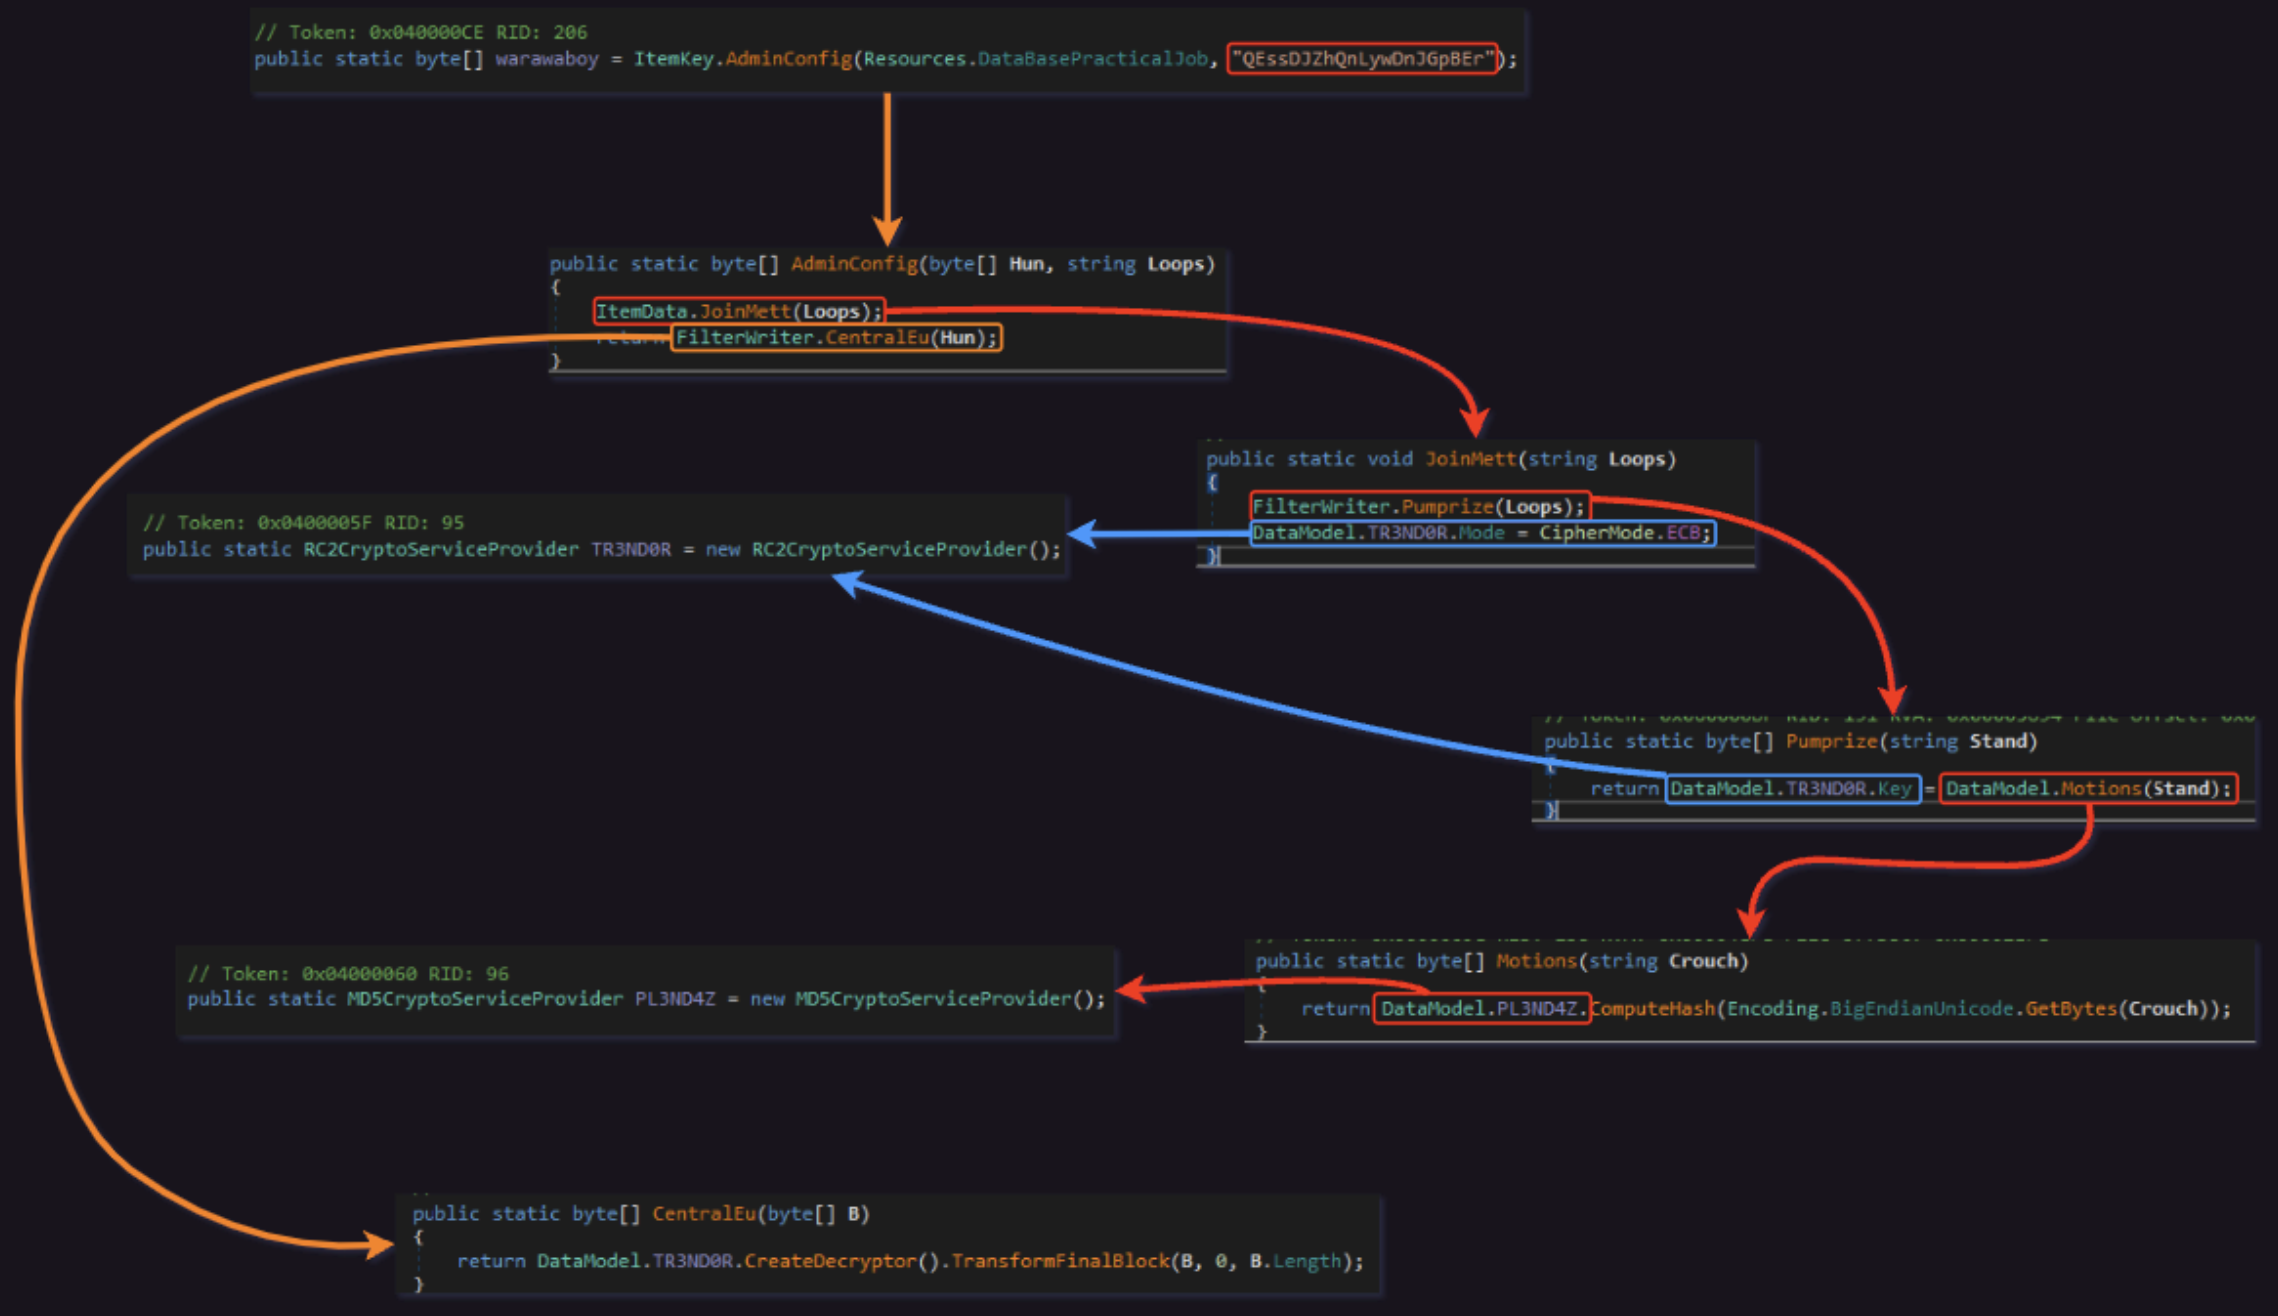 // Token: 0x040000CE RID: 206
public static byte[] warawaboy = ItemKey.AdminConfig(Resources.DataBasePracticalJob, "QEssDJZhQnLywDnJGpBEr");
public static byte[] AdminConfig(byte[] Hun, string Loops)
{
ItemData.JoinMett(Loops);
return FilterWriter.CentralEu(Hun);
}
public static void JoinMett(string Loops)
{
FilterWriter.Pumprize(Loops);
DataModel.TR3ND0R.Mode = CipherMode.ECB;
}
// Token: 0x0400005F RID: 95
public static RC2CryptoServiceProvider TR3ND0R = new RC2CryptoServiceProvider();
public static byte[] Pumprize(string Stand)
{
return DataModel.TR3ND0R.Key = DataModel.Motions(Stand);
}
// Token: 0x04000060 RID: 96
public static MD5CryptoServiceProvider PL3ND4Z = new MD5CryptoServiceProvider();
public static byte[] Motions(string Crouch)
{
return DataModel.PL3ND4Z.ComputeHash(Encoding.BigEndianUnicode.GetBytes(Crouch));
}
public static byte[] CentralEu(byte[] B)
{
return DataModel.TR3ND0R.CreateDecryptor().TransformFinalBlock(B, 0, B.Length);
}